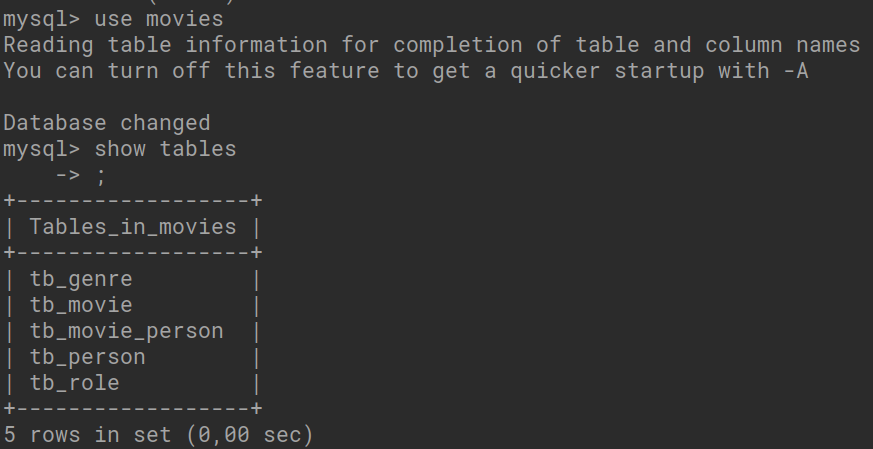 mysql> use movies
Reading table information for completion of table and column names
You can turn off this feature to get a quicker startup with -A
Database changed
mysql> show tables
    -> ;
+------------------+
| Tables_in_movies |
+------------------+
| tb_genre         |
| tb_movie         |
| tb_movie_person  |
| tb_person        |
| tb_role          |
+------------------+
5 rows in set (0,00 sec)